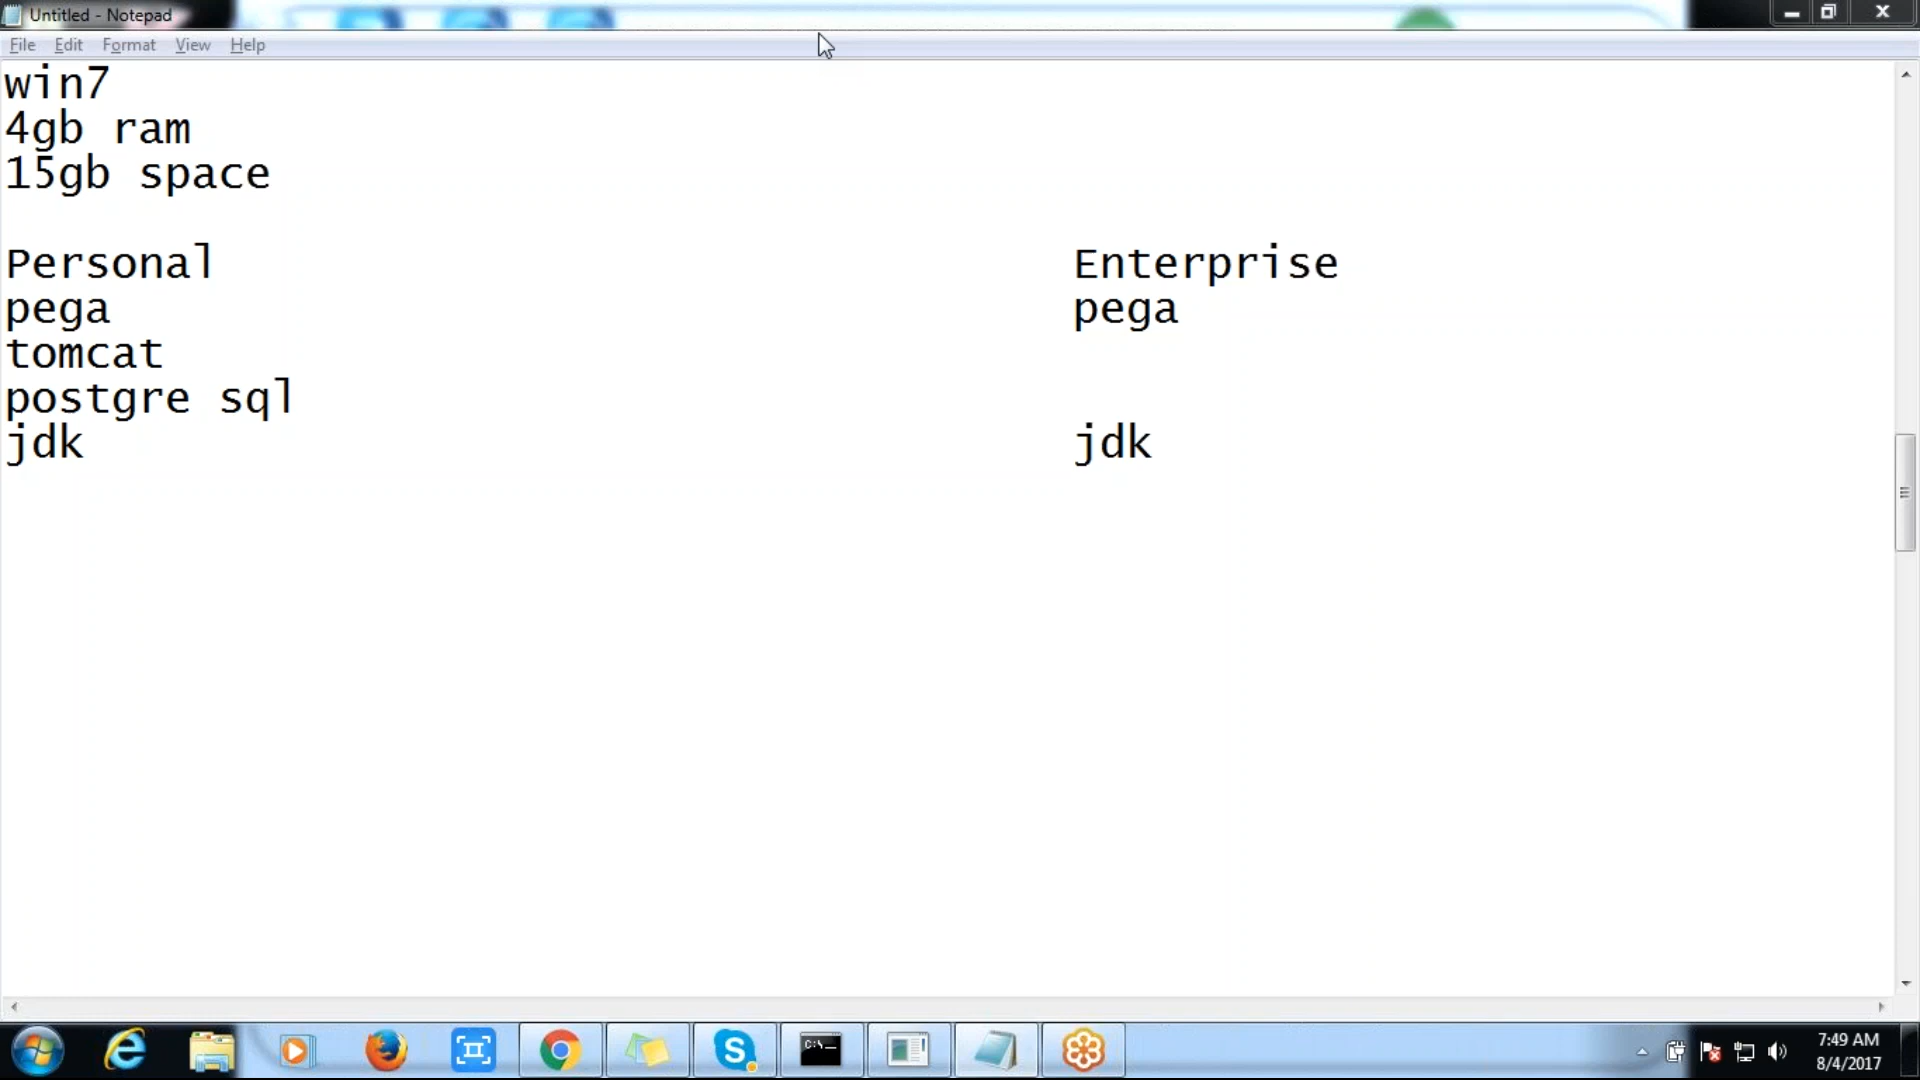 Untitled - Notepad
File Edit Format View Help
win7
4gb ram
15gb space
Personal Enterprise
pega pega
tomcat
postgre sql
jdk jdk
C:\_
7:49 AM
8/4/2017